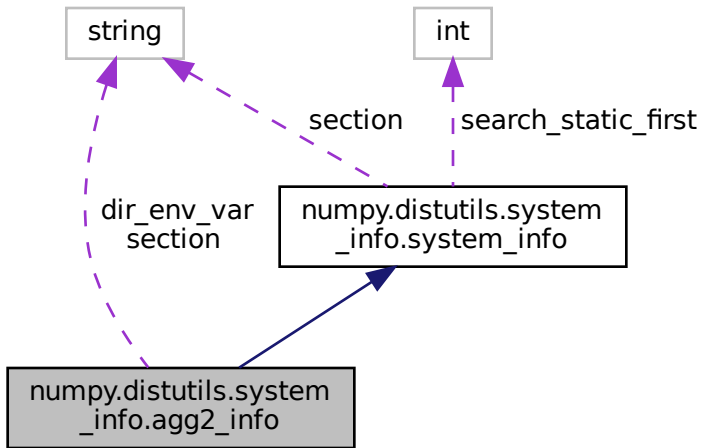 string
int
section
search_static_first
numpy.distutils.system
_info.system_info
dir_env_var
section
numpy.distutils.system
_info.agg2_info